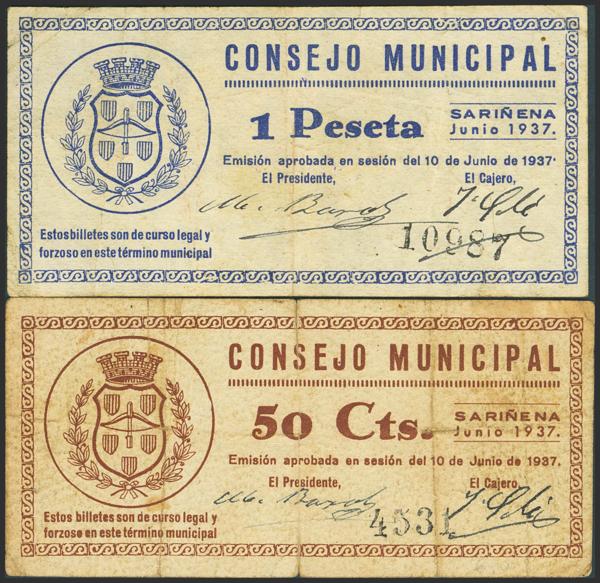 CONSEJO MUNICIPAL
1 Peseta
SARIÑENA
Junio 1937.
Emisión aprobada en sesión del 10 de Junio de 1937.
El Presidente,
El Cajero,
10987
Estos billetes son de curso legal y
forzoso en este término municipal
CONSEJO MUNICIPAL
50 Cts.
SARIÑENA
Junio 1937.
Emisión aprobada en sesión del 10 de Junio de 1937.
El Presidente,
El Cajero,
4531
Estos billetes son de curso legal y
forzoso en este término municipal